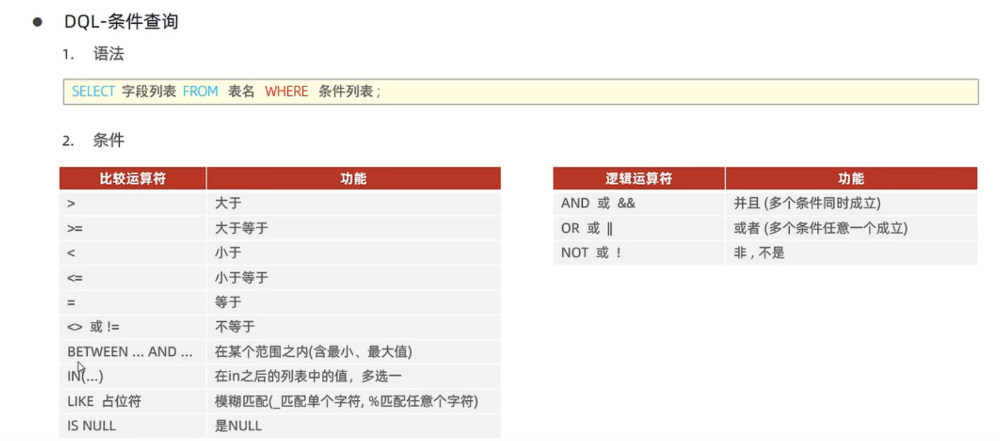 DQL-条件查询
1. 语法
SELECT 字段列表 FROM 表名 WHERE 条件列表 ;
2. 条件
比较运算符 功能
> 大于
>= 大于等于
< 小于
<= 小于等于
= 等于
<> 或 != 不等于
BETWEEN ... AND ... 在某个范围之内(含最小、最大值)
IN(...) 在in之后的列表中的值，多选一
LIKE 占位符 模糊匹配(_匹配单个字符, %匹配任意个字符)
IS NULL 是NULL
逻辑运算符 功能
AND 或 && 并且 (多个条件同时成立)
OR 或 || 或者 (多个条件任意一个成立)
NOT 或 ! 非 , 不是